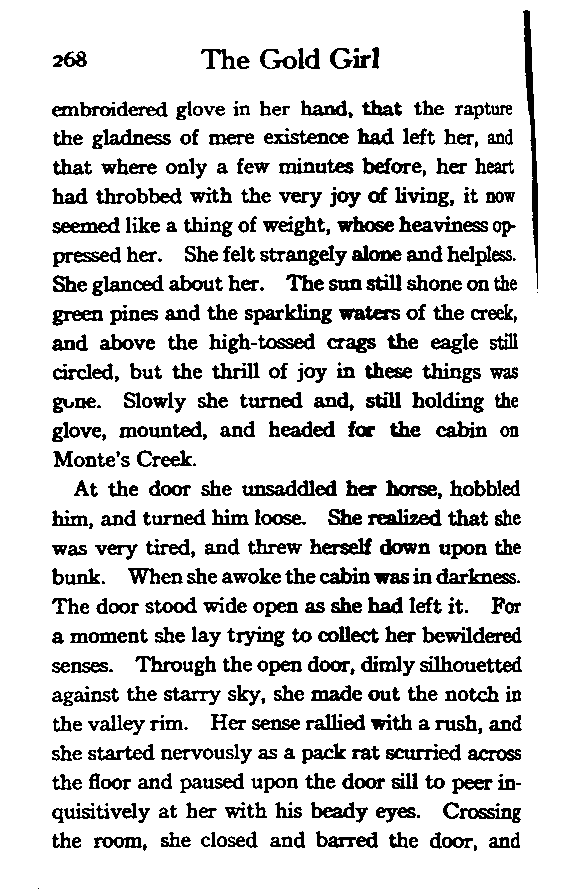 268 The Gold Girl
embroidered glove in her hand, that the rapture
the gladness of mere existence had left her, and
that where only a few minutes before, her heart
had throbbed with the very joy of living, it now
seemed like a thing of weight, whose heaviness op-
pressed her. She felt strangely alone and helpless.
She glanced about her. The sun still shone on the
green pines and the sparkling waters of the creek,
and above the high-tossed crags the eagle still
circled, but the thrill of joy in these things was
gone. Slowly she turned and, still holding the
glove, mounted, and headed for the cabin on
Monte's Creek.
At the door she unsaddled her horse, hobbled
him, and turned him loose. She realized that she
was very tired, and threw herself down upon the
bunk. When she awoke the cabin was in darkness.
The door stood wide open as she had left it. For
a moment she lay trying to collect her bewildered
senses. Through the open door, dimly silhouetted
against the starry sky, she made out the notch in
the valley rim. Her sense rallied with a rush, and
she started nervously as a pack rat scurried across
the floor and paused upon the door sill to peer in-
quisitively at her with his beady eyes. Crossing
the room, she closed and barred the door, and